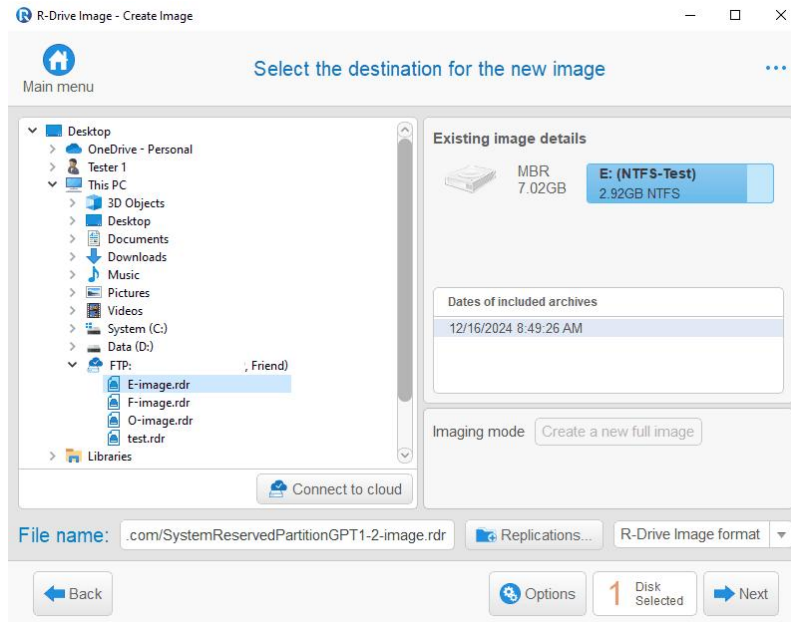 R-Drive Image - Create Image
Main menu
Select the destination for the new image
Desktop
OneDrive - Personal
Tester 1
This PC
3D Objects
Desktop
Documents
Downloads
Music
Pictures
Videos
System (C:)
Data (D:)
FTP: , Friend)
E-image.rdr
F-image.rdr
O-image.rdr
test.rdr
Libraries
Connect to cloud
Existing image details
MBR
7.02GB
E: (NTFS-Test)
2.92GB NTFS
Dates of included archives
12/16/2024 8:49:26 AM
Imaging mode Create a new full image
File name: .com/SystemReservedPartitionGPT1-2-image.rdr Replications... R-Drive Image format
Back Options 1 Disk Selected Next